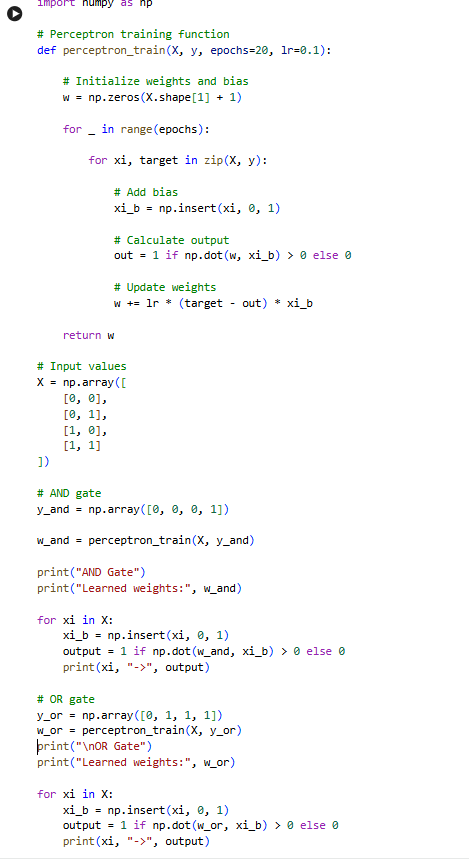 import numpy as np
# Perceptron training function
def perceptron_train(X, y, epochs=20, lr=0.1):
    # Initialize weights and bias
    w = np.zeros(X.shape[1] + 1)
    for _ in range(epochs):
        for xi, target in zip(X, y):
            # Add bias
            xi_b = np.insert(xi, 0, 1)
            # Calculate output
            out = 1 if np.dot(w, xi_b) > 0 else 0
            # Update weights
            w += lr * (target - out) * xi_b
    return w
# Input values
X = np.array([
    [0, 0],
    [0, 1],
    [1, 0],
    [1, 1]
])
# AND gate
y_and = np.array([0, 0, 0, 1])
w_and = perceptron_train(X, y_and)
print("AND Gate")
print("Learned weights:", w_and)
for xi in X:
    xi_b = np.insert(xi, 0, 1)
    output = 1 if np.dot(w_and, xi_b) > 0 else 0
    print(xi, "->", output)
# OR gate
y_or = np.array([0, 1, 1, 1])
w_or = perceptron_train(X, y_or)
print("\nOR Gate")
print("Learned weights:", w_or)
for xi in X:
    xi_b = np.insert(xi, 0, 1)
    output = 1 if np.dot(w_or, xi_b) > 0 else 0
    print(xi, "->", output)